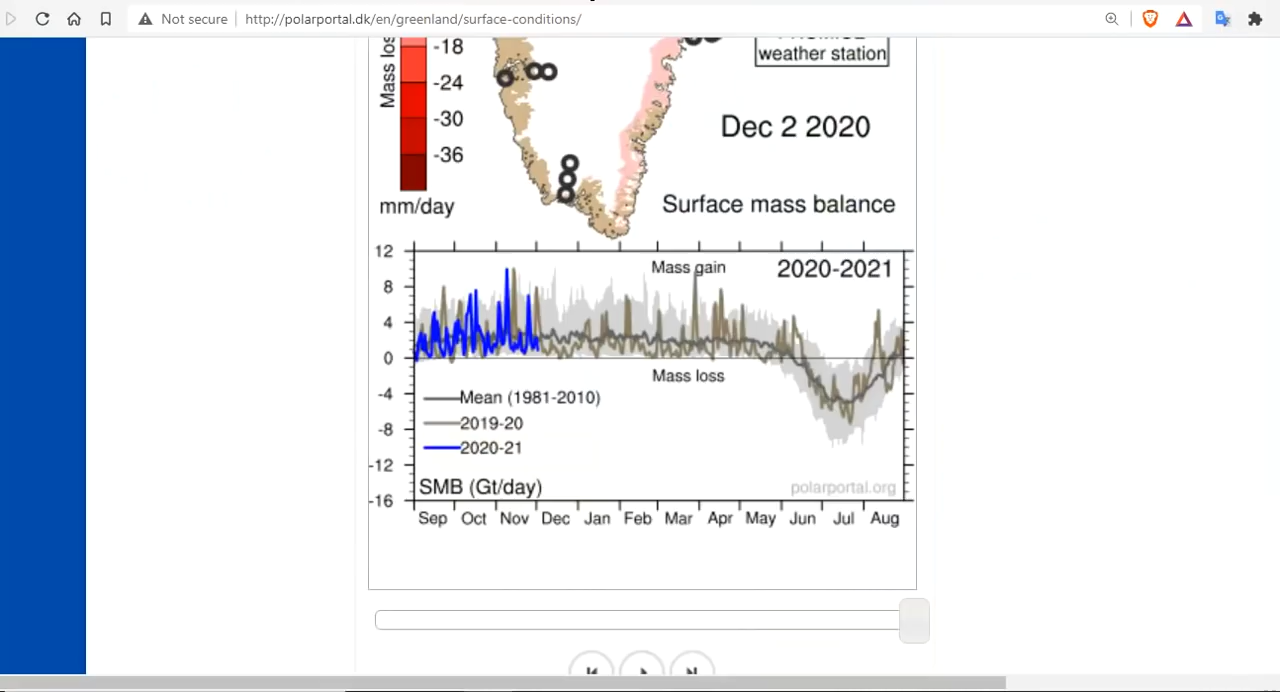 Not secure
http://polarportal.dk/en/greenland/surface-conditions/
-18
weather station
-24
Dec 2 2020
-30
-36
mm/day
Surface mass balance
12
Mass gain
2020-2021
8
4
0
Mass loss
-4
Mean (1981-2010)
2019-20
-8
2020-21
-12
SMB (Gt/day)
polarportal.org
-16
Sep Oct Nov Dec Jan Feb Mar Apr May Jun Jul Aug